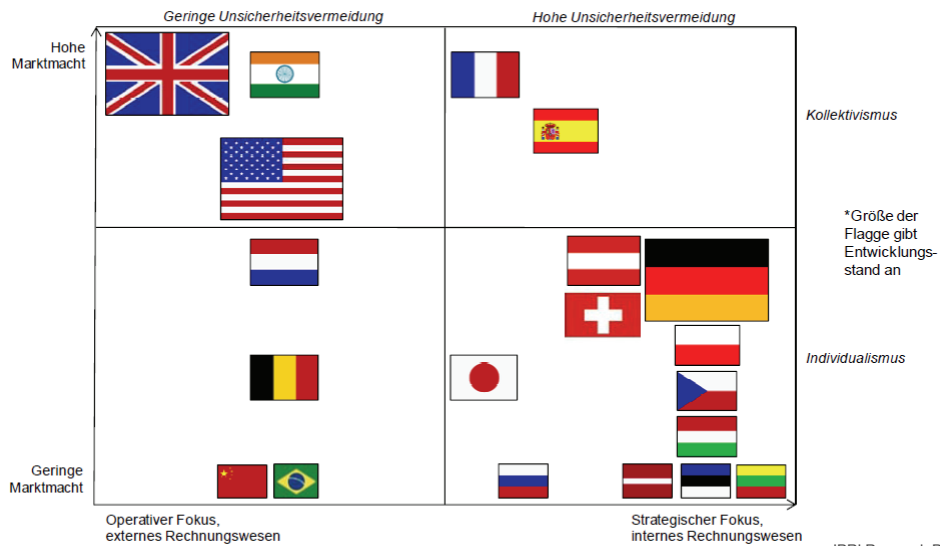 Geringe Unsicherheitsvermeidung
Hohe Unsicherheitsvermeidung
Hohe
Marktmacht
Kollektivismus
*Größe der
Flagge gibt
Entwicklungs-
stand an
Individualismus
Geringe
Marktmacht
Operativer Fokus,
externes Rechnungswesen
Strategischer Fokus,
internes Rechnungswesen